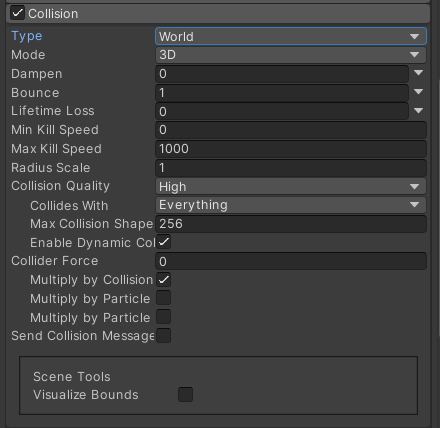 Collision
Type World
Mode 3D
Dampen 0
Bounce 1
Lifetime Loss 0
Min Kill Speed 0
Max Kill Speed 1000
Radius Scale 1
Collision Quality High
Collides With Everything
Max Collision Shape 256
Enable Dynamic Col
Collider Force 0
Multiply by Collision
Multiply by Particle
Multiply by Particle
Send Collision Message
Scene Tools
Visualize Bounds